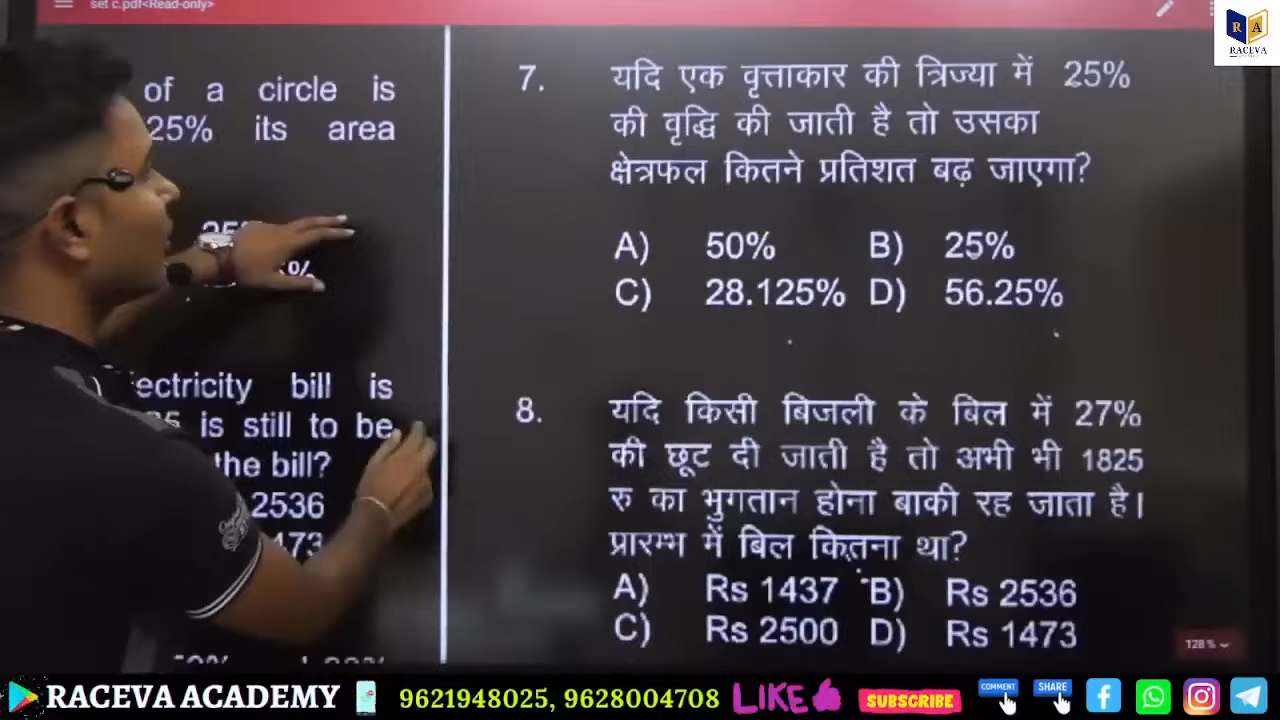 set c.pdf<Read-only>
RACEVA
of a circle is
25% its area
ectricity bill is
is still to be
the bill?
2536
7. यदि एक वृत्ताकार की त्रिज्या में 25%
की वृद्धि की जाती है तो उसका
क्षेत्रफल कितने प्रतिशत बढ़ जाएगा?
A) 50% B) 25%
C) 28.125% D) 56.25%
8. यदि किसी बिजली के बिल में 27%
की छूट दी जाती है तो अभी भी 1825
रु का भुगतान होना बाकी रह जाता है।
प्रारम्भ में बिल कितना था?
A) Rs 1437 B) Rs 2536
C) Rs 2500 D) Rs 1473
128 %
RACEVA ACADEMY 9621948025, 9628004708 LIKE SUBSCRIBE COMMENT SHARE